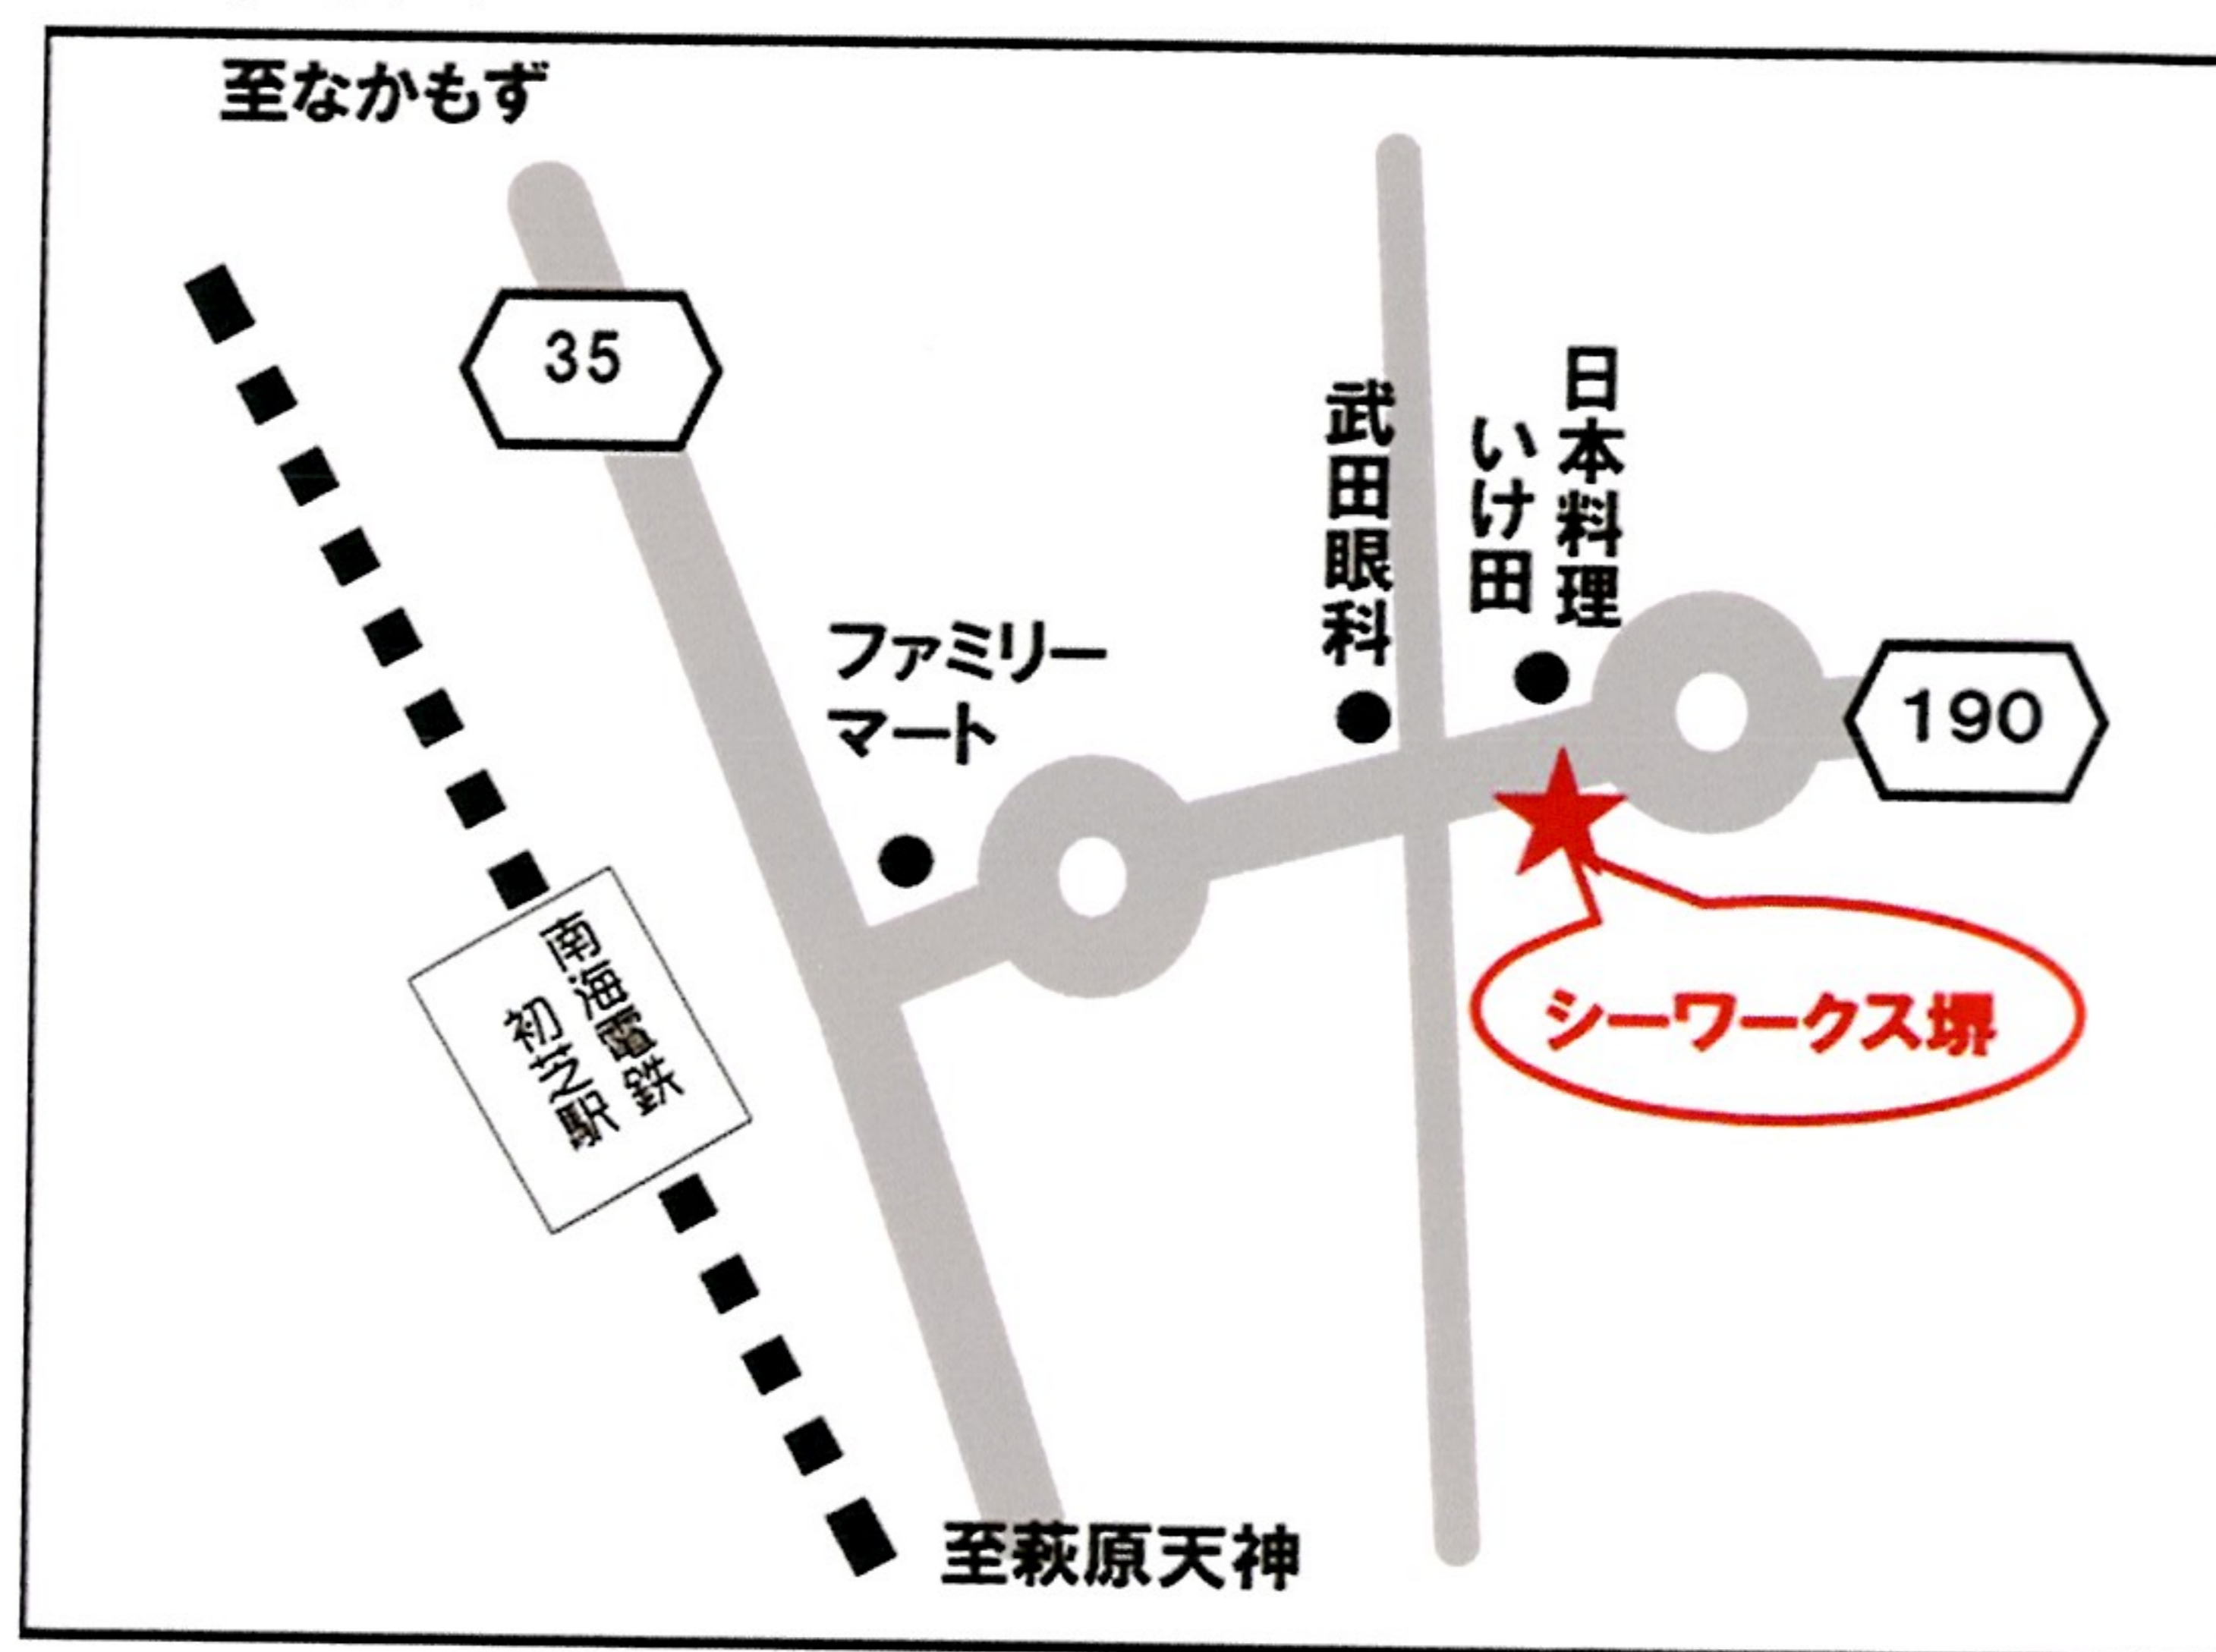 至なかもず
35
日本料理
いけ田
武田眼科
ファミリー
マート
190
南海電鉄
初芝駅
シーワークス堺
至萩原天神